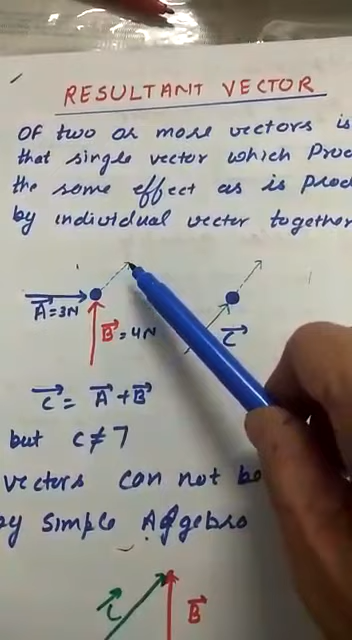 RESULTANT VECTOR
OF two or more vectors is
that single vector which Prod
the same effect as is prod
by individual vector together
A⃗=3N
B⃗=4N
C⃗
C⃗ = A⃗+B⃗
but C≠7
vectors can not be
by Simple Algebra
C⃗
B⃗